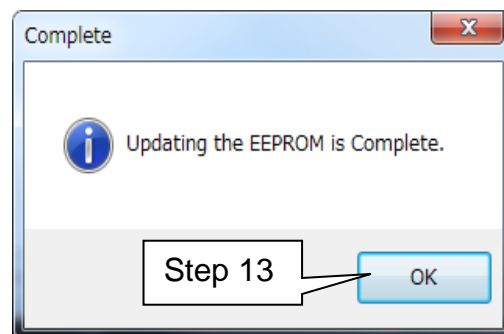 Complete
x
Updating the EEPROM is Complete.
Step 13
OK